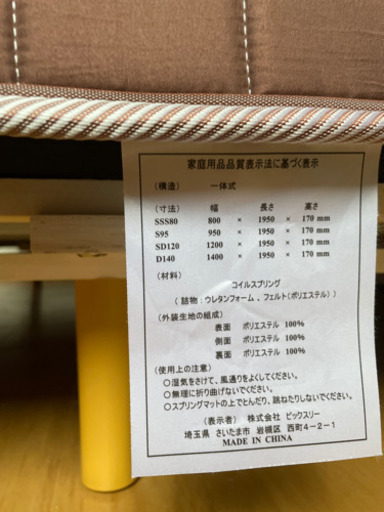 家庭用品品質表示法に基づく表示
（構造） 一体式
（寸法） 幅 長さ 高さ
SSS80 800 × 1950 × 170 mm
S95 950 × 1950 × 170 mm
SD120 1200 × 1950 × 170 mm
D140 1400 × 1950 × 170 mm
（材料）
コイルスプリング
（ 詰物：ウレタンフォーム 、フェルト（ポリエステル））
（外装生地の組成）
表面 ポリエステル 100%
側面 ポリエステル 100%
裏面 ポリエステル 100%
（使用上の注意）
○湿気をさけて、風通りをよくしてください。
○無理に折り曲げないでください。
○スプリングマットの上でとんだり、跳ねたりしないでください。
（表示者） 株式会社 ビックスリー
埼玉県 さいたま市 岩槻区 西町４－２－１
MADE IN CHINA